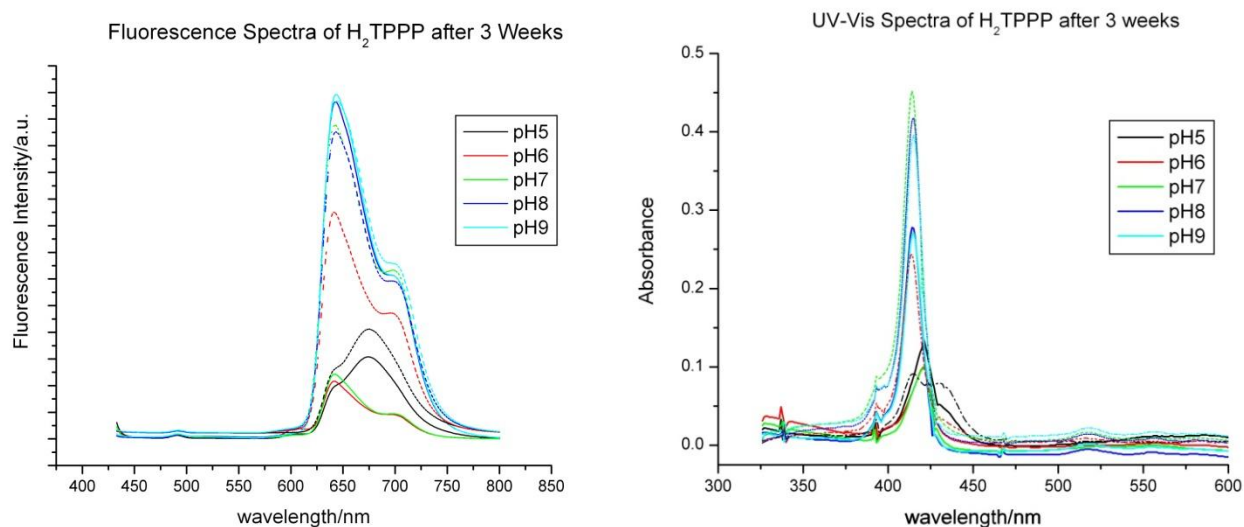 Fluorescence Spectra of H₂TPPP after 3 Weeks
Fluorescence Intensity/a.u.
pH5
pH6
pH7
pH8
pH9
400 450 500 550 600 650 700 750 800 850
wavelength/nm
UV-Vis Spectra of H₂TPPP after 3 weeks
Absorbance
0.5
0.4
0.3
0.2
0.1
0.0
pH5
pH6
pH7
pH8
pH9
300 350 400 450 500 550 600
wavelength/nm